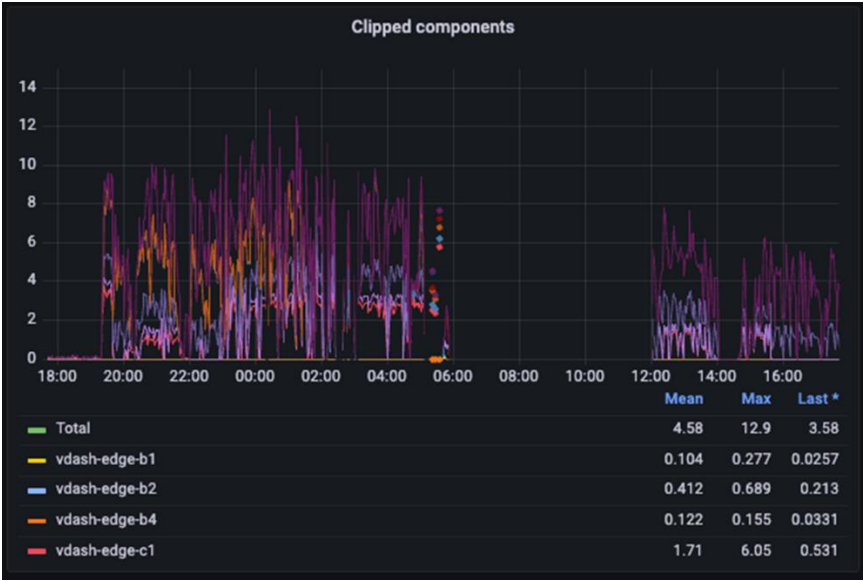 Clipped components
14
12
10
8
6
4
2
0
18:00 20:00 22:00 00:00 02:00 04:00 06:00 08:00 10:00 12:00 14:00 16:00
Mean Max Last *
Total 4.58 12.9 3.58
vdash-edge-b1 0.104 0.277 0.0257
vdash-edge-b2 0.412 0.689 0.213
vdash-edge-b4 0.122 0.155 0.0331
vdash-edge-c1 1.71 6.05 0.531